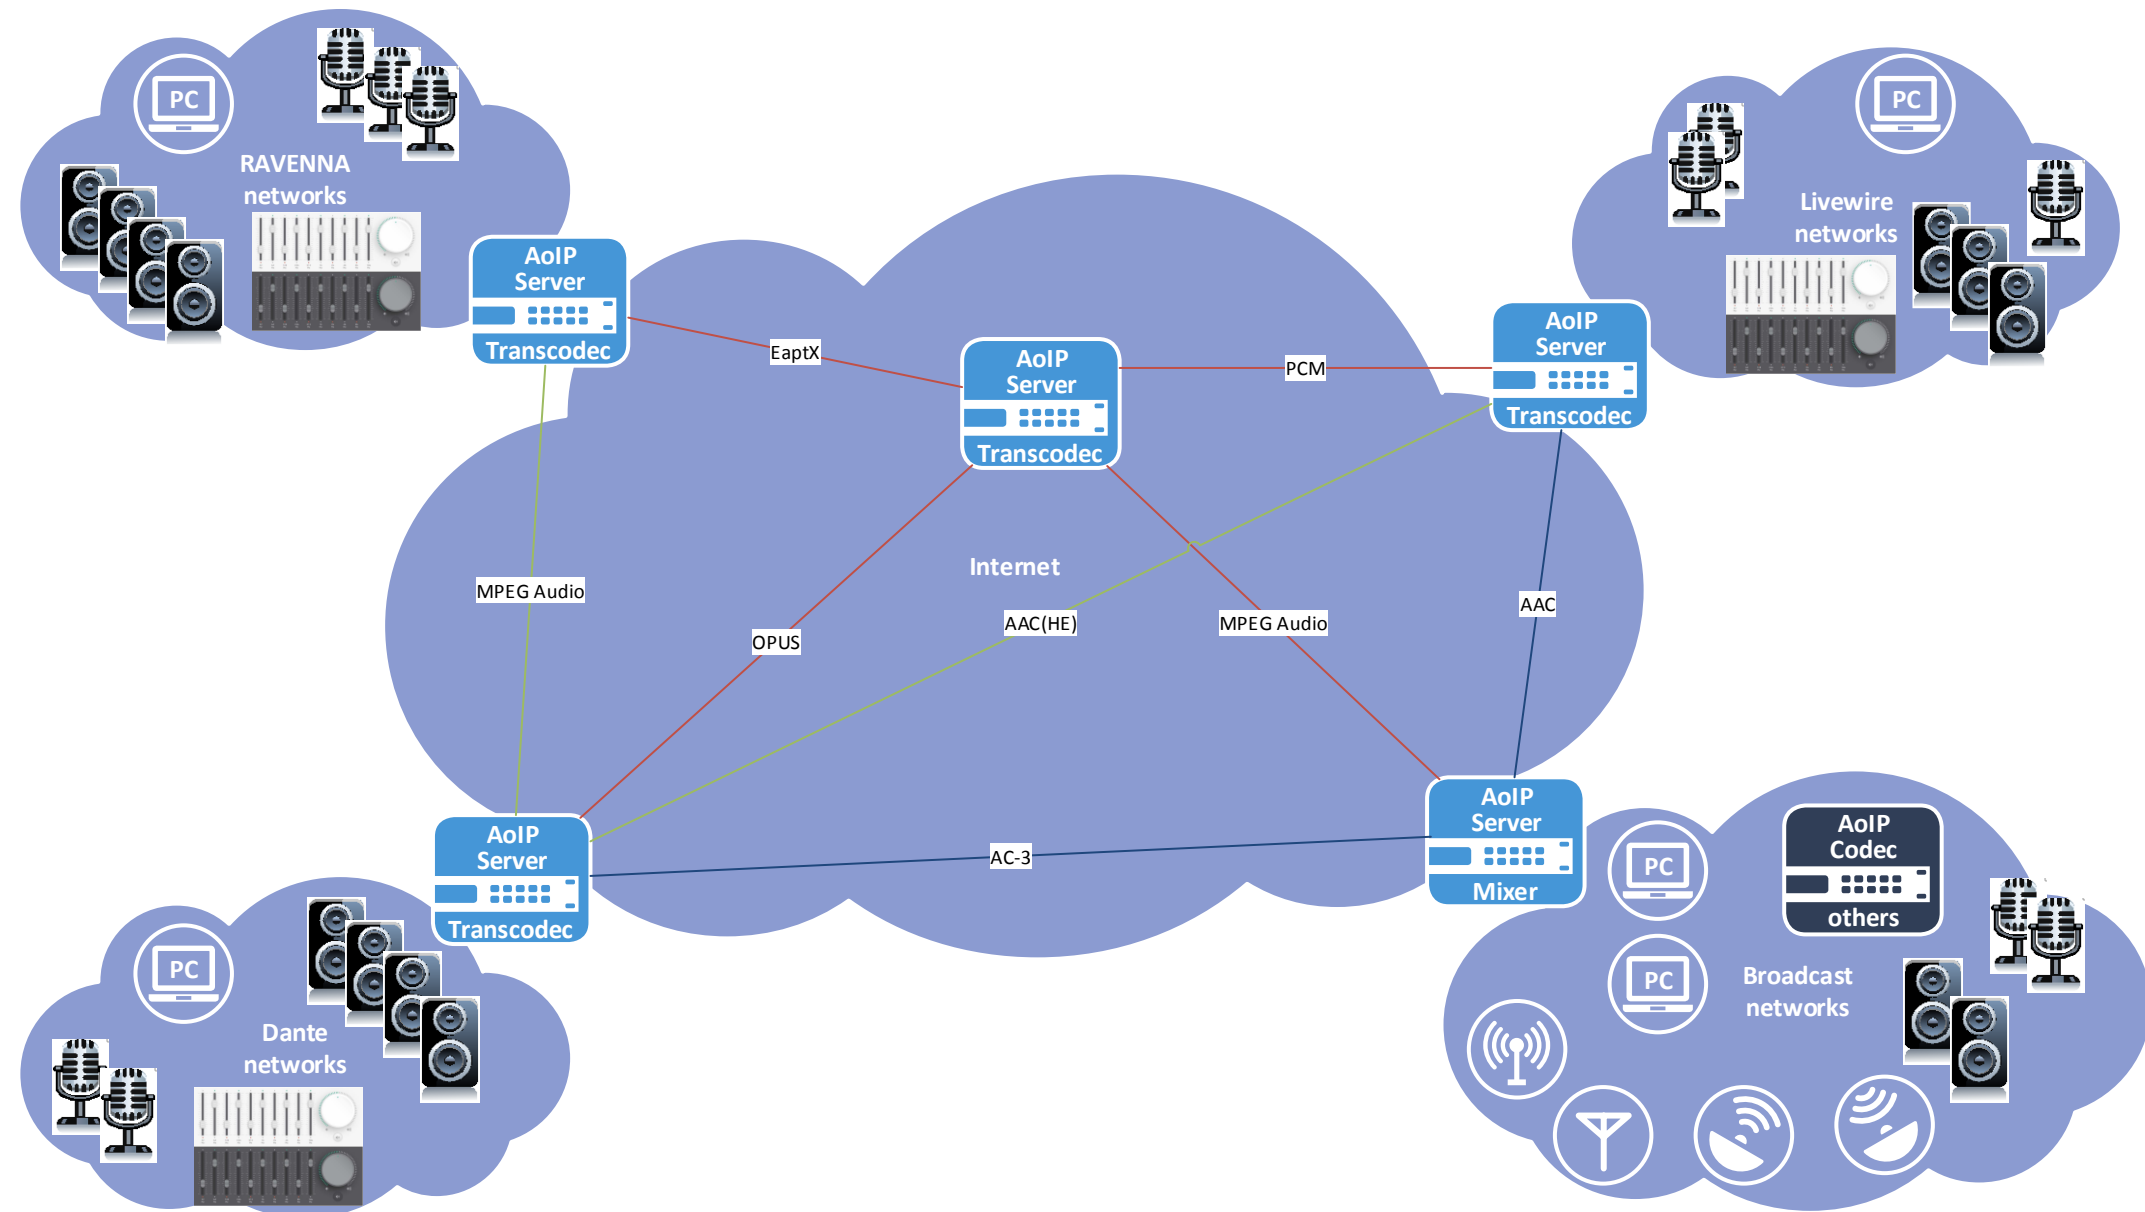 PC
RAVENNA
networks
AoIP
Server
Transcodec
PC
Livewire
networks
AoIP
Server
Transcodec
EaptX
AoIP
Server
Transcodec
PCM
Internet
MPEG Audio
OPUS
AAC(HE)
MPEG Audio
AAC
AoIP
Server
Transcodec
AC-3
AoIP
Server
Mixer
PC
Dante
networks
PC
AoIP
Codec
others
PC
Broadcast
networks